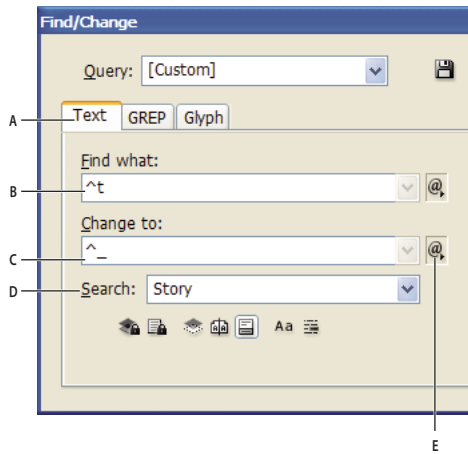 Find/Change
Query: [Custom]
A
Text GREP Glyph
Find what:
B ^t @
Change to:
C ^_ @
D Search: Story
Aa
E